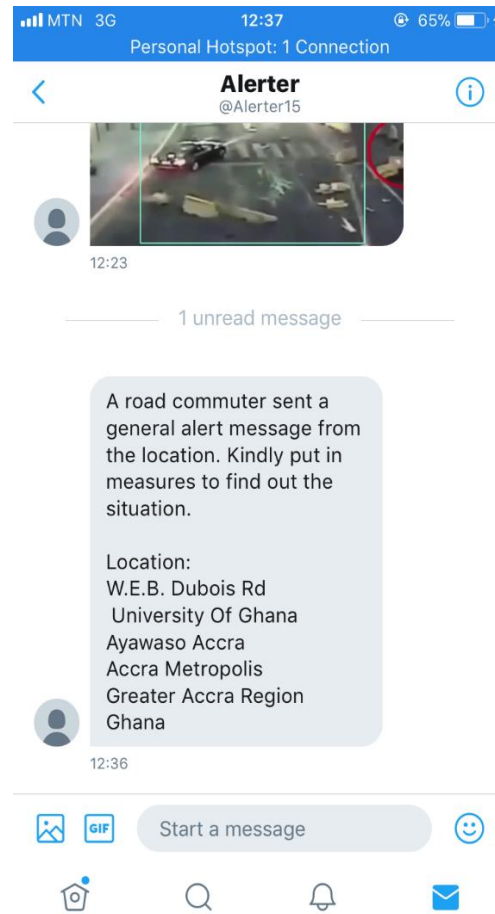 MTN 3G 12:37 65%
Personal Hotspot: 1 Connection
Alerter
@Alerter15
12:23
1 unread message
A road commuter sent a
general alert message from
the location. Kindly put in
measures to find out the
situation.
Location:
W.E.B. Dubois Rd
University Of Ghana
Ayawaso Accra
Accra Metropolis
Greater Accra Region
Ghana
12:36
GIF Start a message